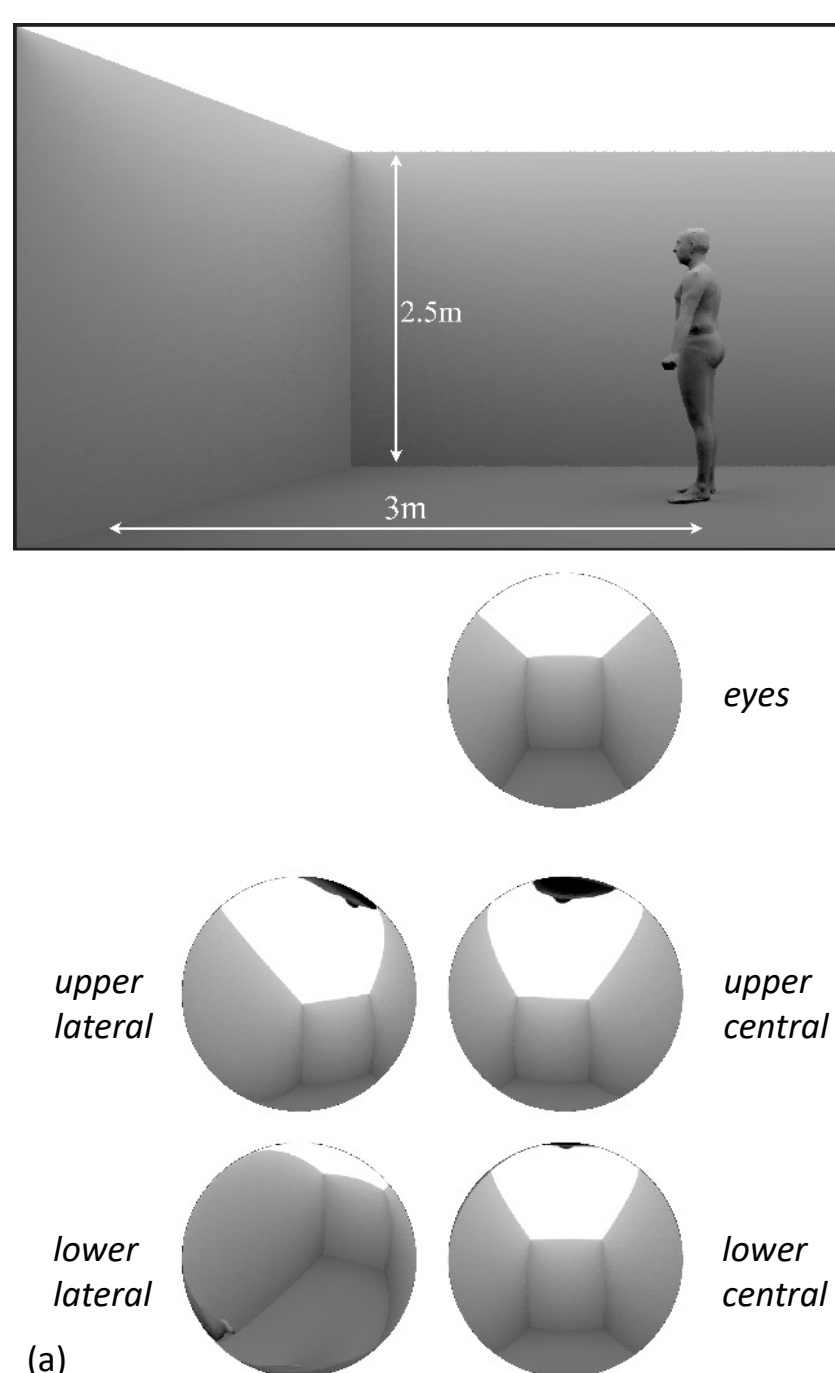 2.5m
3m
eyes
upper
lateral
upper
central
lower
lateral
lower
central
(a)